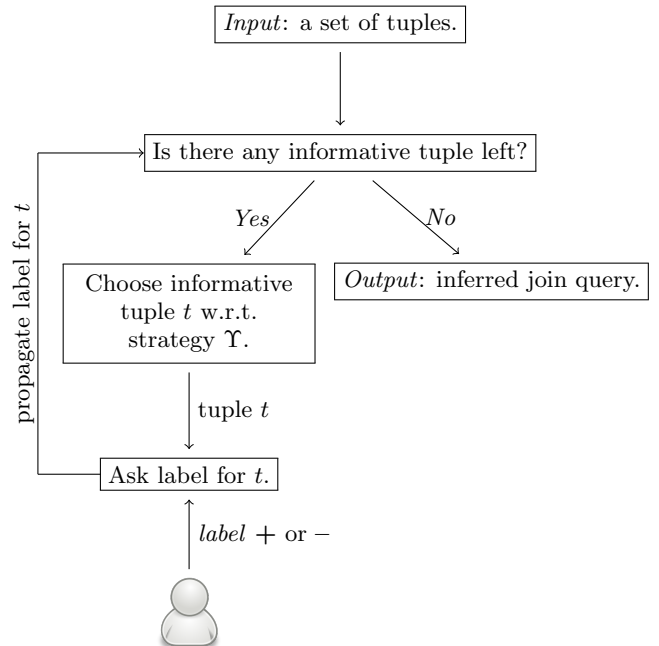 Input: a set of tuples.
Is there any informative tuple left?
Yes
No
Choose informative
tuple t w.r.t.
strategy ϒ.
Output: inferred join query.
propagate label for t
tuple t
Ask label for t.
label + or −